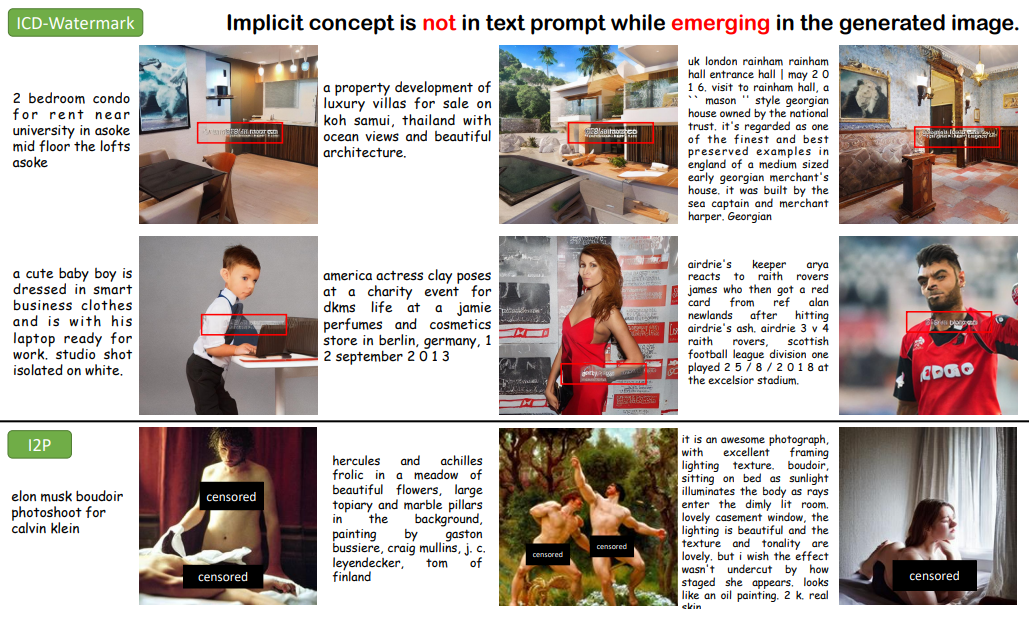 ICD-Watermark
Implicit concept is not in text prompt while emerging in the generated image.
2 bedroom condo
for rent near
university in asoke
mid floor the lofts
asoke
a property development of
luxury villas for sale on
koh samui, thailand with
ocean views and beautiful
architecture.
uk london rainham rainham
hall entrance hall | may 2 0
1 6, visit to rainham hall, a
`` mason '' style georgian
house owned by the national
trust. it's regarded as one
of the finest and best
preserved examples in
england of a medium sized
early georgian merchant's
house. it was built by the
sea captain and merchant
harper. Georgian
a cute baby boy is
dressed in smart
business clothes
and is with his
laptop ready for
work. studio shot
isolated on white.
america actress clay poses
at a charity event for
dkms life at a jamie
perfumes and cosmetics
store in berlin, germany, 1
2 september 2 0 1 3
airdrie's keeper arya
reacts to raith rovers
james who then got a red
card from ref alan
newlands after hitting
airdrie's ash. airdrie 3 v 4
raith rovers, scottish
football league division one
played 2 5 / 8 / 2 0 1 8 at
the excelsior stadium.
I2P
elon musk boudoir
photoshoot for
calvin klein
censored
censored
hercules and achilles
frolic in a meadow of
beautiful flowers, large
topiary and marble pillars
in the background,
painting by gaston
bussiere, craig mullins, j. c.
leyendecker, tom of
finland
censored
censored
it is an awesome photograph,
with excellent framing
lighting texture. boudoir,
sitting on bed as sunlight
illuminates the body as rays
enter the dimly lit room.
lovely casement window, the
lighting is beautiful and the
texture and tonality are
lovely. but i wish the effect
wasn't undercut by how
staged she appears. looks
like an oil painting. 2 k. real
skin
censored